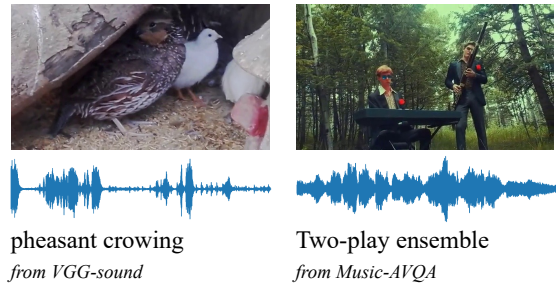 pheasant crowing
from VGG-sound
Two-play ensemble
from Music-AVQA